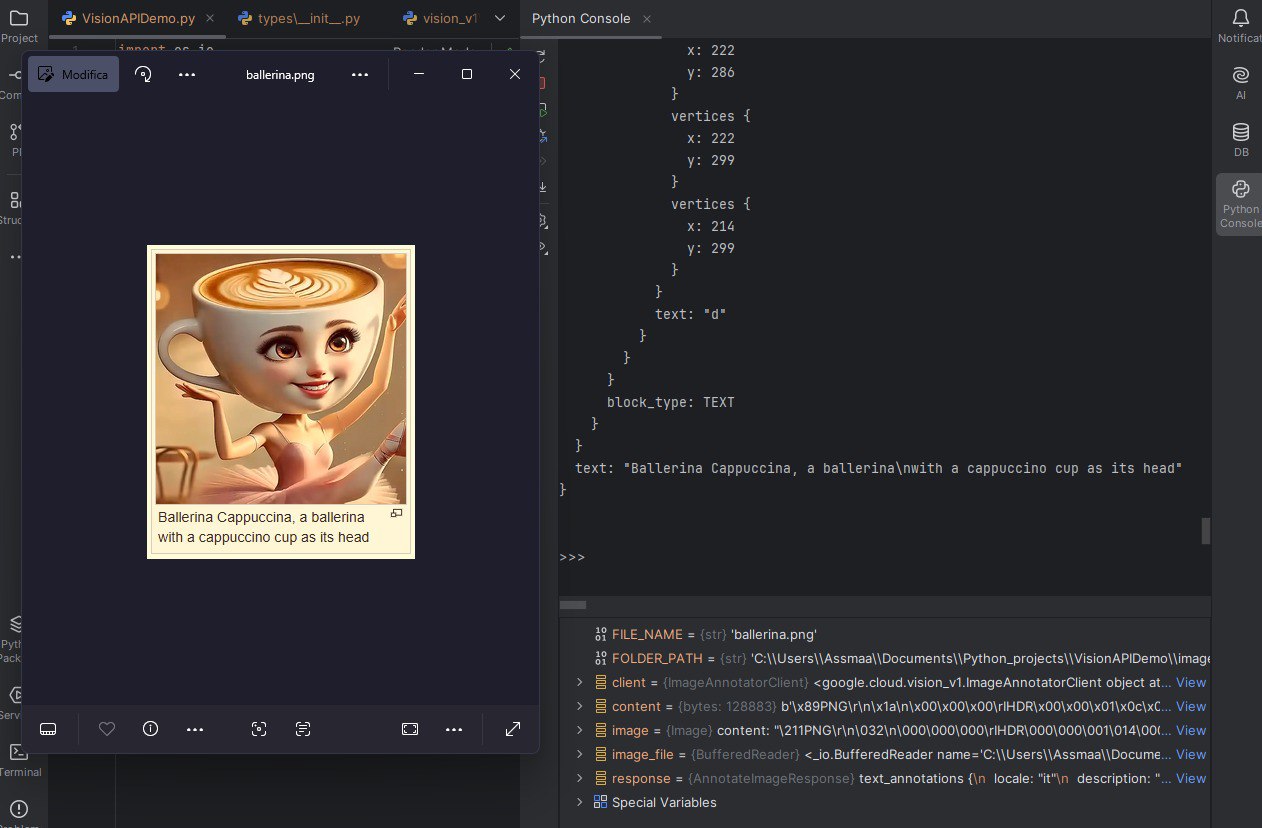 Project
VisionAPIDemo.py
types\__init__.py
vision_v1
Python Console
Notificat
import os io
Modifica
ballerina.png
Com
Struc
AI
DB
Python
Console
x: 222
y: 286
}
vertices {
x: 222
y: 299
}
vertices {
x: 214
y: 299
}
}
text: "d"
}
}
}
block_type: TEXT
}
}
text: "Ballerina Cappuccina, a ballerina\nwith a cappuccino cup as its head"
}
>>>
Ballerina Cappuccina, a ballerina
with a cappuccino cup as its head
Pyth
Pack
Serv
Terminal
FILE_NAME = {str} 'ballerina.png'
FOLDER_PATH = {str} 'C:\\Users\\Assmaa\\Documents\\Python_projects\\VisionAPIDemo\\image
client = {ImageAnnotatorClient} <google.cloud.vision_v1.ImageAnnotatorClient object at... View
content = {bytes: 128883} b'\x89PNG\r\n\x1a\n\x00\x00\x00\rIHDR\x00\x00\x01\x0c\x0... View
image = {Image} content: "\211PNG\r\n\032\n\000\000\000\rIHDR\000\000\001\014\000... View
image_file = {BufferedReader} <_io.BufferedReader name='C:\\Users\\Assmaa\\Docume... View
response = {AnnotateImageResponse} text_annotations {\n locale: "it"\n description: "... View
Special Variables